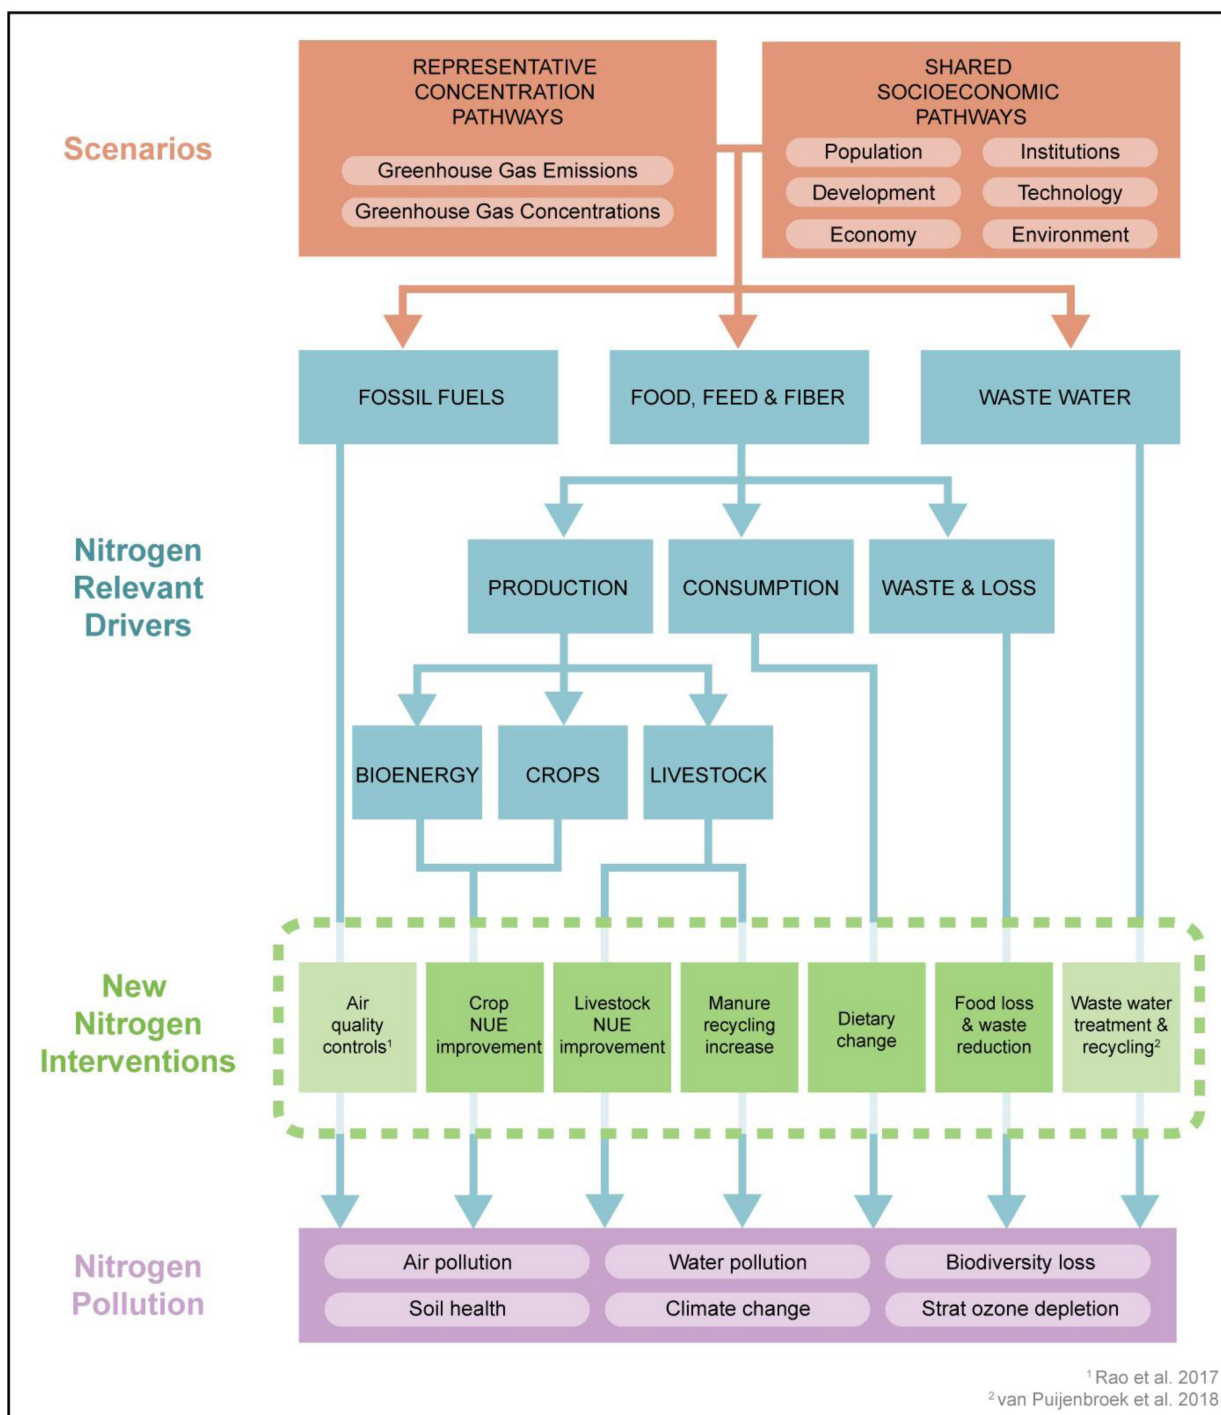 REPRESENTATIVE
CONCENTRATION
PATHWAYS
Greenhouse Gas Emissions
Greenhouse Gas Concentrations
SHARED
SOCIOECONOMIC
PATHWAYS
Population
Institutions
Development
Technology
Economy
Environment
Scenarios
FOSSIL FUELS
FOOD, FEED & FIBER
WASTE WATER
Nitrogen
Relevant
Drivers
PRODUCTION
CONSUMPTION
WASTE & LOSS
BIOENERGY
CROPS
LIVESTOCK
New
Nitrogen
Interventions
Air
quality
controls¹
Crop
NUE
improvement
Livestock
NUE
improvement
Manure
recycling
increase
Dietary
change
Food loss
& waste
reduction
Waste water
treatment &
recycling²
Nitrogen
Pollution
Air pollution
Water pollution
Biodiversity loss
Soil health
Climate change
Strat ozone depletion
¹ Rao et al. 2017
² van Puijenbroek et al. 2018